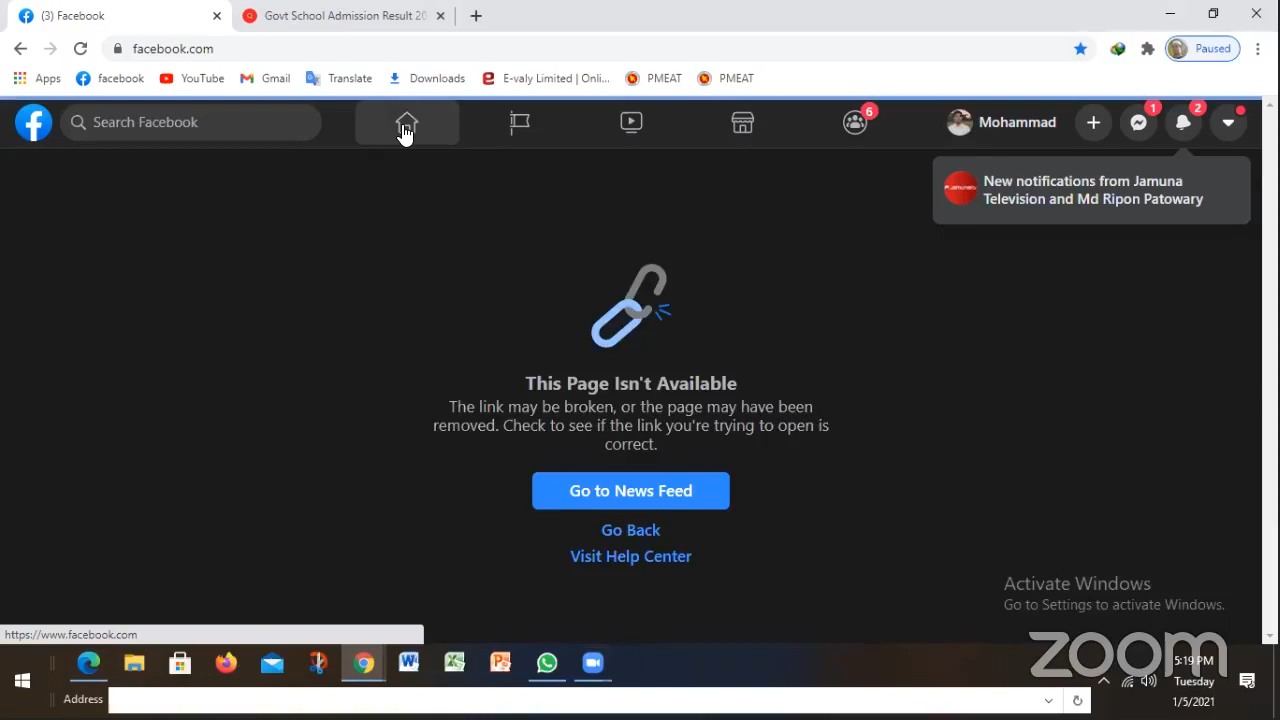 (3) Facebook
Govt School Admission Result 20
facebook.com
Paused
Apps
facebook
YouTube
Gmail
Translate
Downloads
E-valy Limited | Onli...
PMEAT
PMEAT
Search Facebook
6
Mohammad
1
2
New notifications from Jamuna
Television and Md Ripon Patowary
This Page Isn't Available
The link may be broken, or the page may have been
removed. Check to see if the link you're trying to open is
correct.
Go to News Feed
Go Back
Visit Help Center
Activate Windows
Go to Settings to activate Windows.
https://www.facebook.com
zoom
5:19 PM
Tuesday
1/5/2021
Address